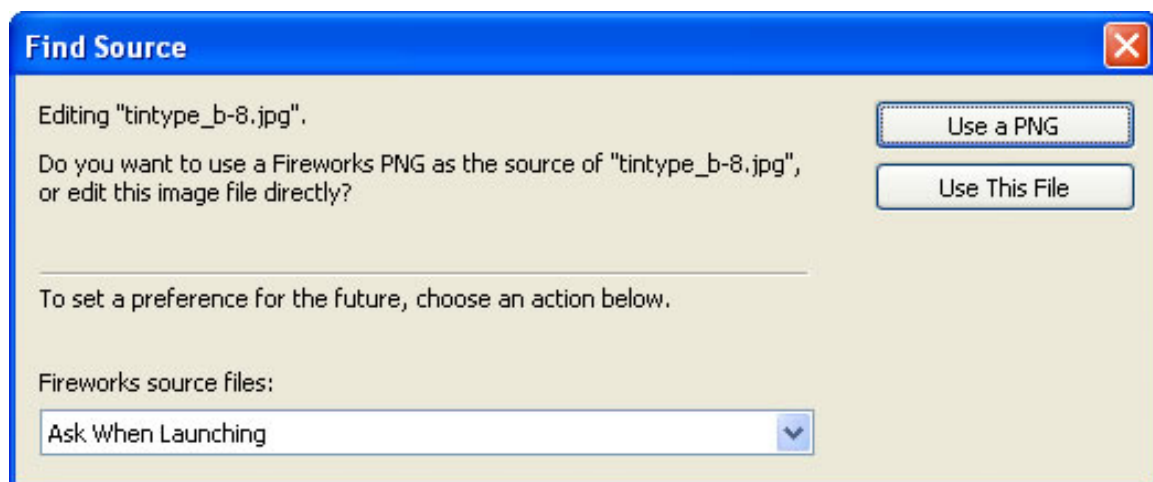 Find Source
Editing "tintype_b-8.jpg".
Use a PNG
Do you want to use a Fireworks PNG as the source of "tintype_b-8.jpg",
or edit this image file directly?
Use This File
To set a preference for the future, choose an action below.
Fireworks source files:
Ask When Launching